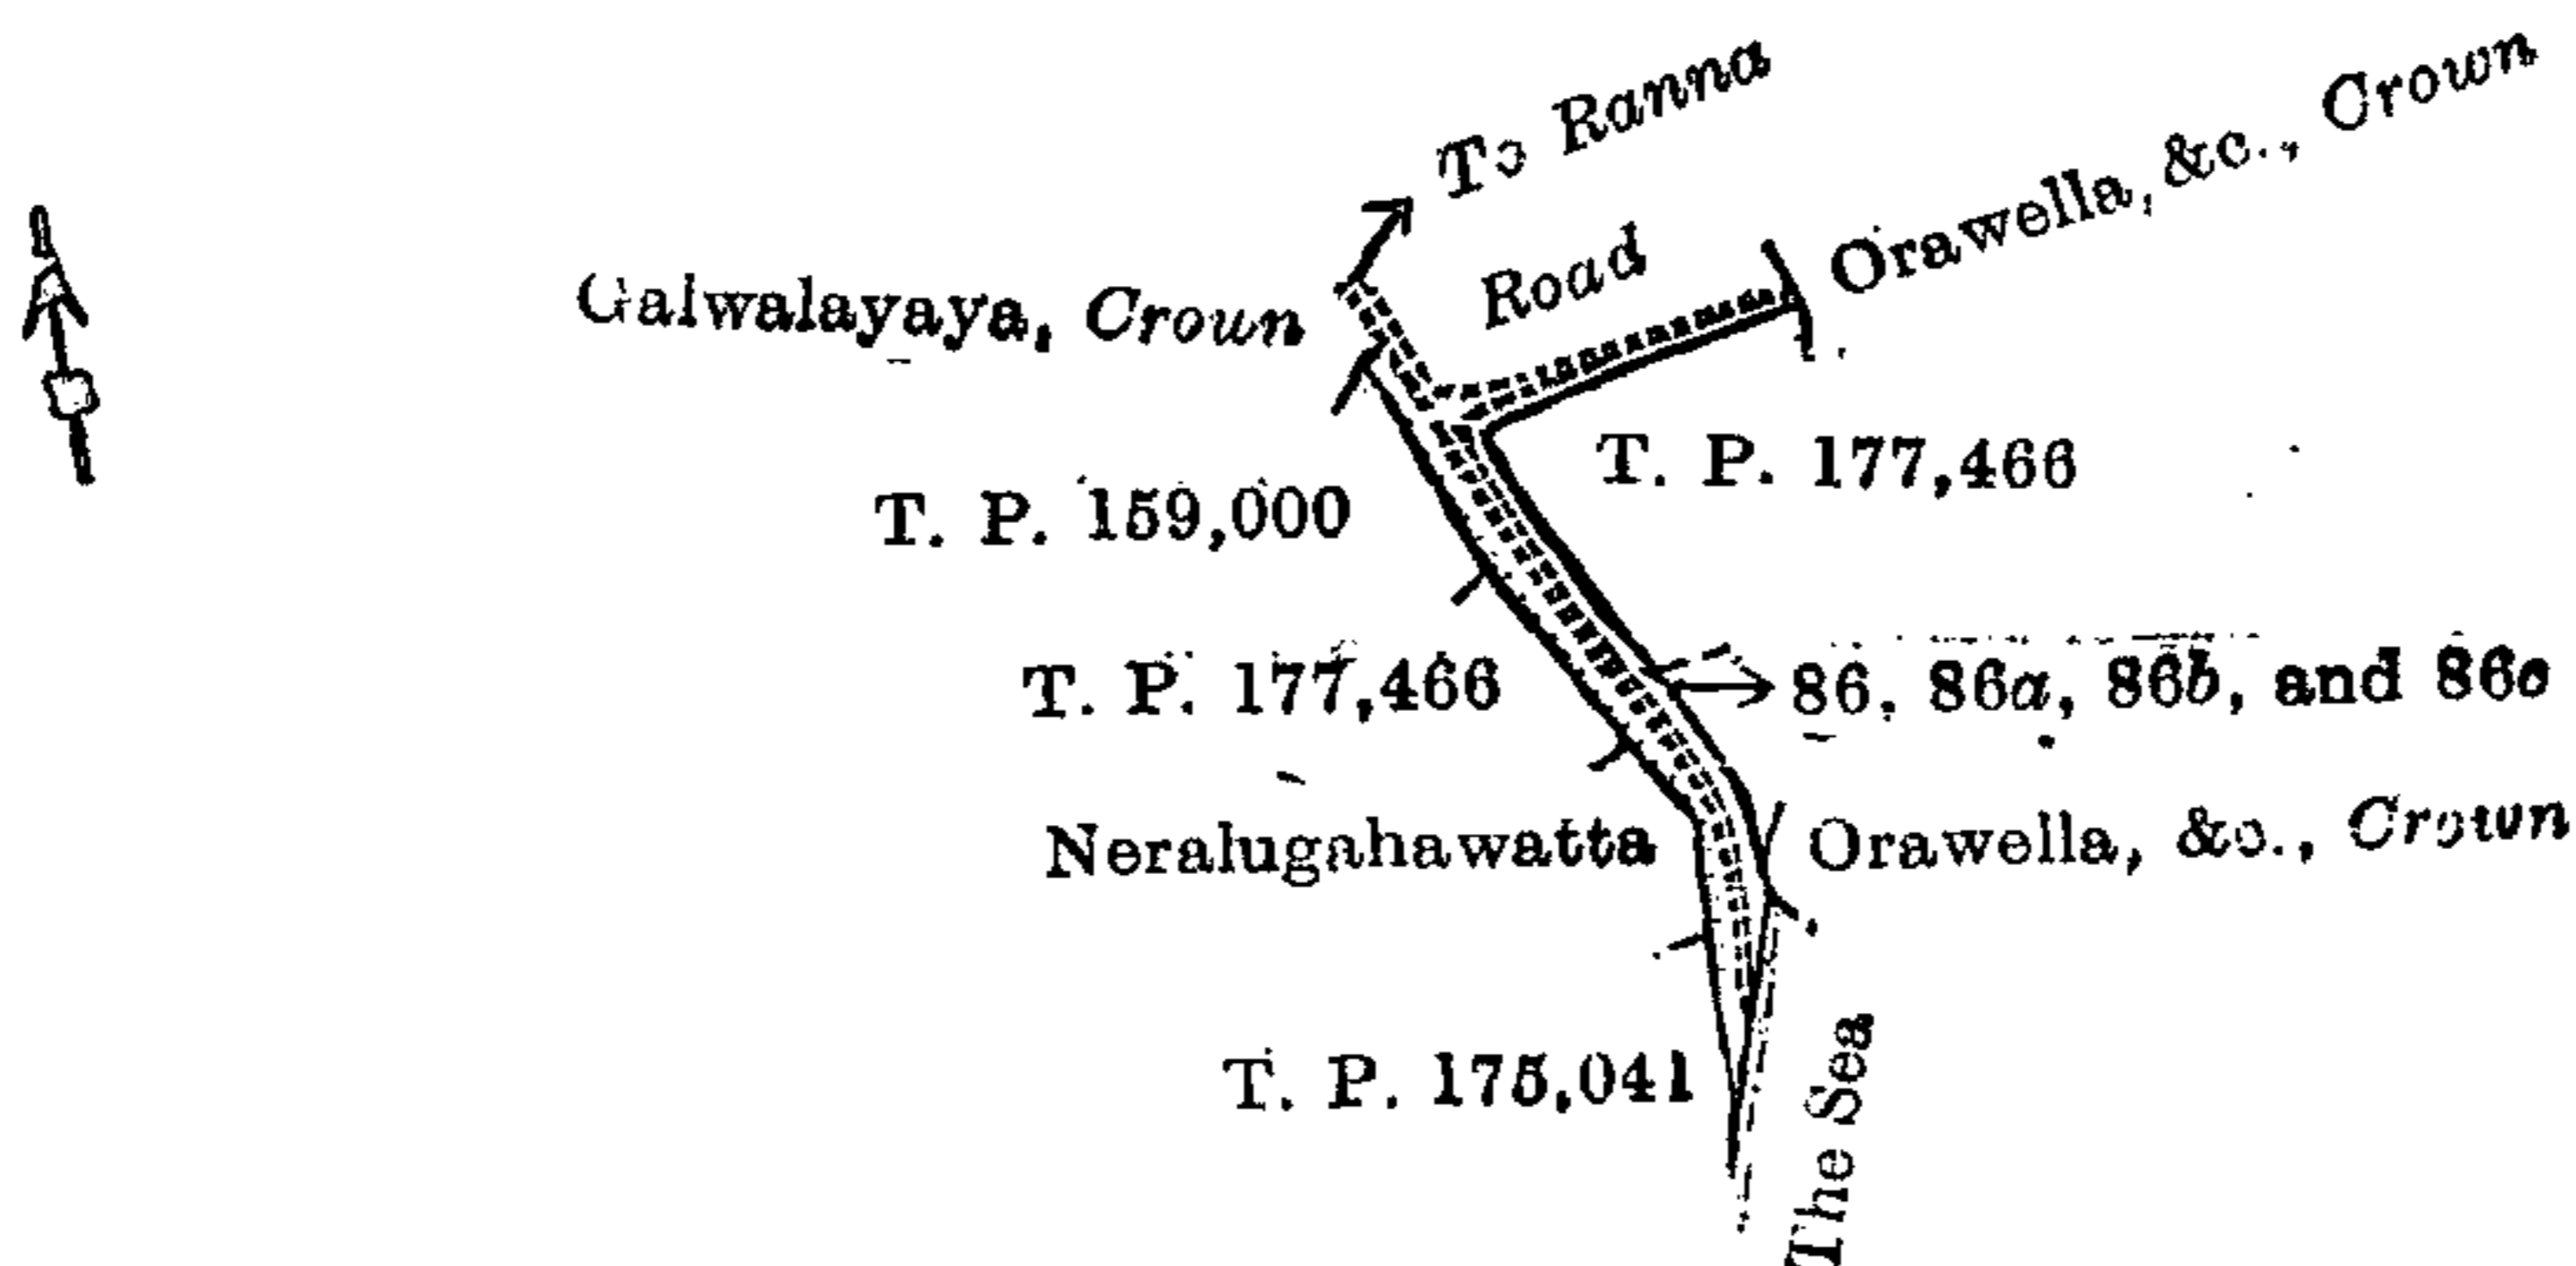 To Ranna
Road
Orawella, &c., Crown
Galwalayaya, Crown
T. P. 177,466
T. P. 159,000
T. P. 177,466
86, 86a, 86b, and 86c
Neralugahawatta
Orawella, &c., Crown
T. P. 175,041
The Sea